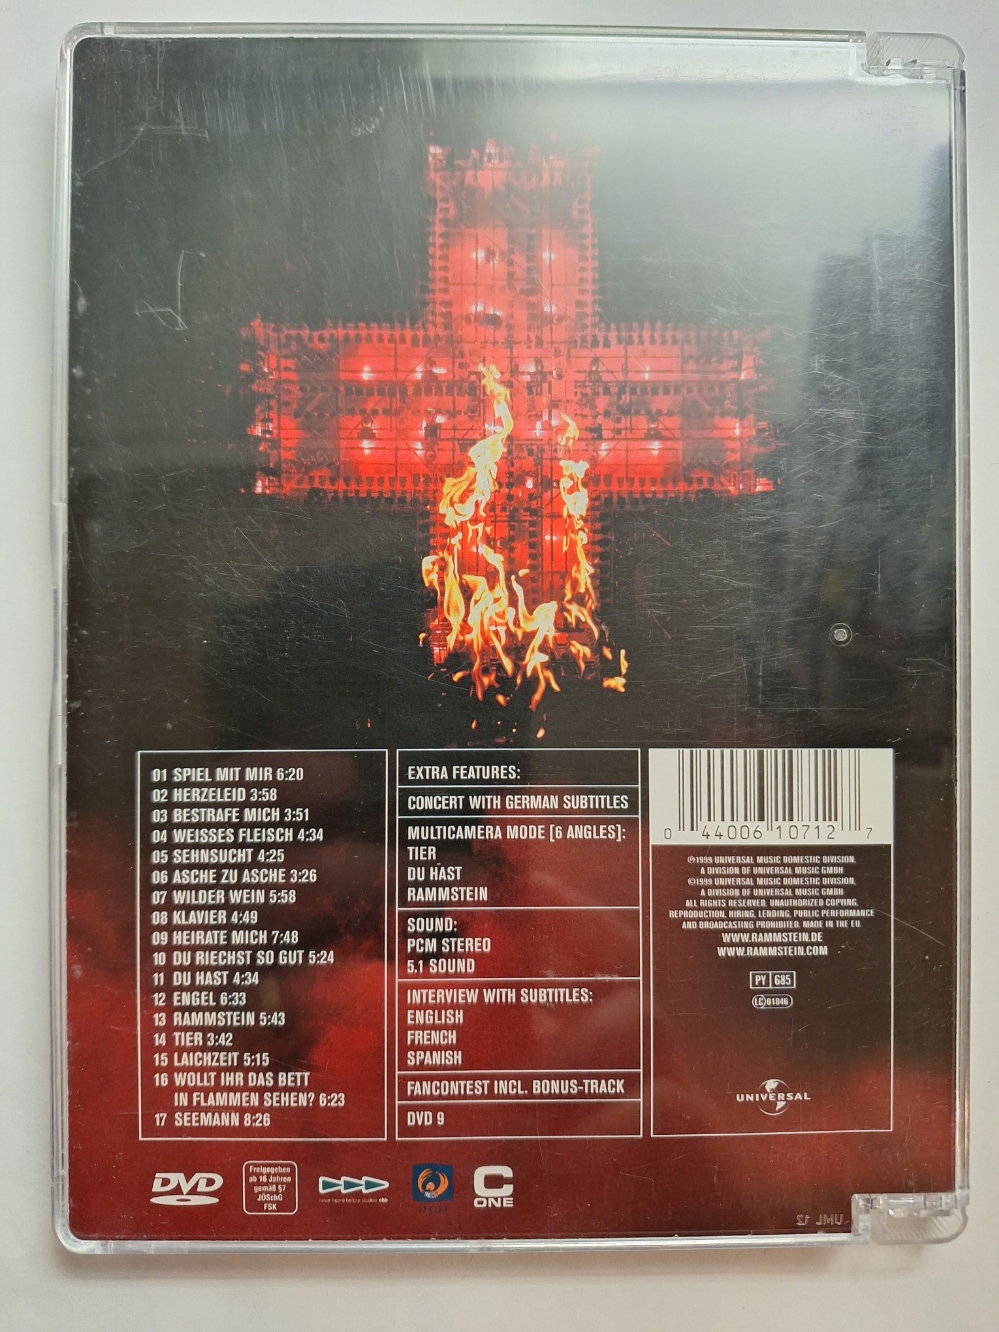 01 SPIEL MIT MIR 6:20
02 HERZELEID 3:58
03 BESTRAFE MICH 3:51
04 WEISSES FLEISCH 4:34
05 SEHNSUCHT 4:25
06 ASCHE ZU ASCHE 3:26
07 WILDER WEIN 5:58
08 KLAVIER 4:49
09 HEIRATE MICH 7:48
10 DU RIECHST SO GUT 5:24
11 DU HAST 4:34
12 ENGEL 6:33
13 RAMMSTEIN 5:43
14 TIER 3:42
15 LAICHZEIT 5:15
16 WOLLT IHR DAS BETT
IN FLAMMEN SEHEN? 6:23
17 SEEMANN 8:26
EXTRA FEATURES:
CONCERT WITH GERMAN SUBTITLES
MULTICAMERA MODE [6 ANGLES]:
TIER
DU HAST
RAMMSTEIN
SOUND:
PCM STEREO
5.1 SOUND
INTERVIEW WITH SUBTITLES:
ENGLISH
FRENCH
SPANISH
FANCONTEST INCL. BONUS-TRACK
DVD 9
0 44006 10712 7
℗1999 UNIVERSAL MUSIC DOMESTIC DIVISION,
A DIVISION OF UNIVERSAL MUSIC GMBH
©1999 UNIVERSAL MUSIC DOMESTIC DIVISION,
A DIVISION OF UNIVERSAL MUSIC GMBH
ALL RIGHTS RESERVED. UNAUTHORIZED COPYING,
REPRODUCTION, HIRING, LENDING, PUBLIC PERFORMANCE
AND BROADCASTING PROHIBITED. MADE IN THE EU.
WWW.RAMMSTEIN.DE
WWW.RAMMSTEIN.COM
PY 685
LC 01846
UNIVERSAL
DVD
Freigegeben
ab 16 Jahren
gemäß §7
JÖSchG
FSK
C
ONE
UML 12